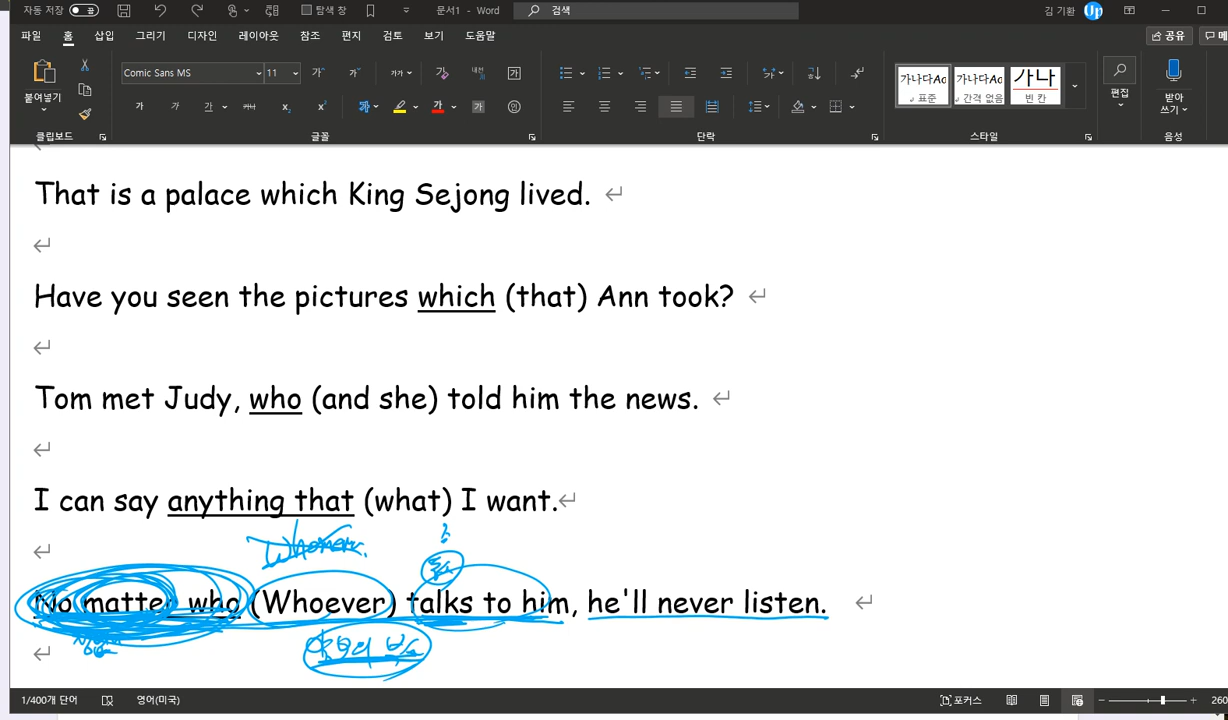 자동 저장 탐색 창 문서1 - Word 검색 김 기환
파일 홈 삽입 그리기 디자인 레이아웃 참조 편지 검토 보기 도움말 공유 메
Comic Sans MS 11
붙여넣기 가나다Aa 가나다Aa 가나 편집 받아
표준 간격 없음 빈 칸 쓰기
클립보드 글꼴 단락 스타일 음성
That is a palace which King Sejong lived.
Have you seen the pictures which (that) Ann took?
Tom met Judy, who (and she) told him the news.
I can say anything that (what) I want.
No matter who (Whoever) talks to him, he'll never listen.
1/400개 단어 영어(미국) 포커스 260